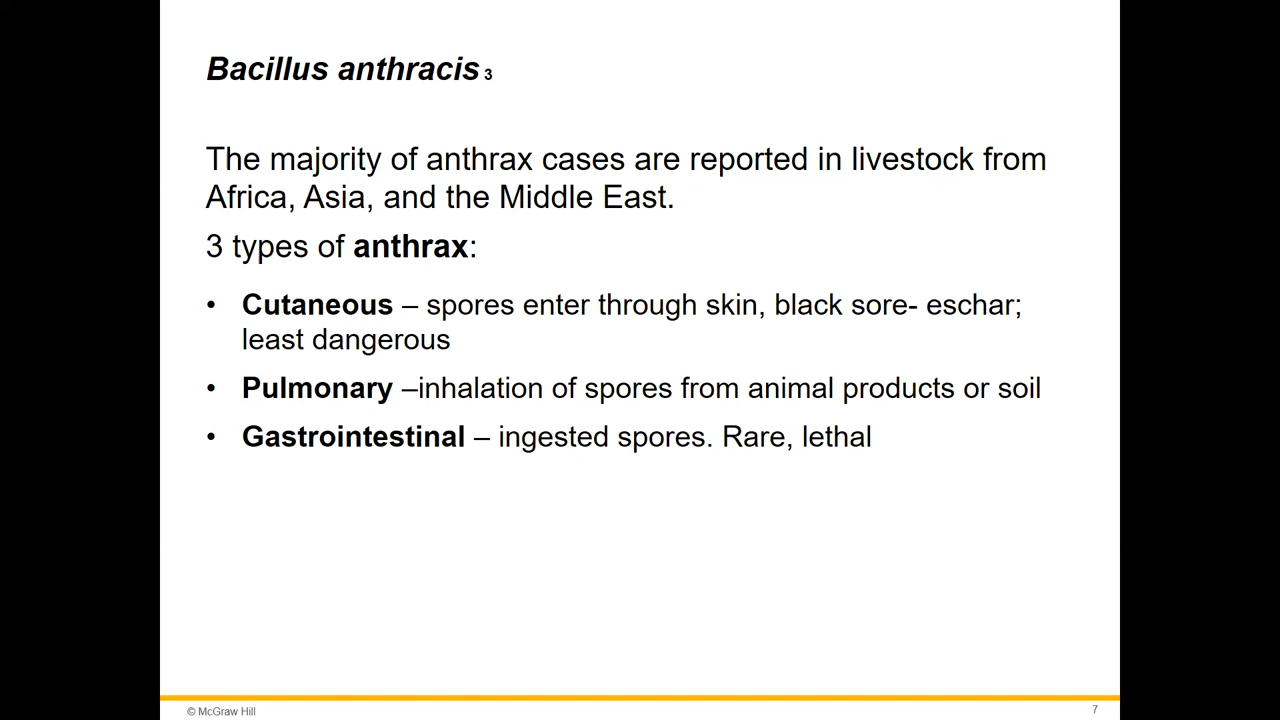 Bacillus anthracis 3
The majority of anthrax cases are reported in livestock from
Africa, Asia, and the Middle East.
3 types of anthrax:
• Cutaneous – spores enter through skin, black sore- eschar;
least dangerous
• Pulmonary –inhalation of spores from animal products or soil
• Gastrointestinal – ingested spores. Rare, lethal
© McGraw Hill
7